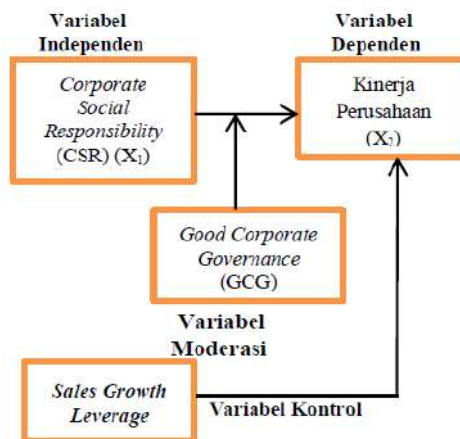 Variabel
Independen
Variabel
Dependen
Corporate
Social
Responsibility
(CSR) (X₁)
Kinerja
Perusahaan
(X₂)
Good Corporate
Governance
(GCG)
Variabel
Moderasi
Sales Growth
Leverage
Variabel Kontrol